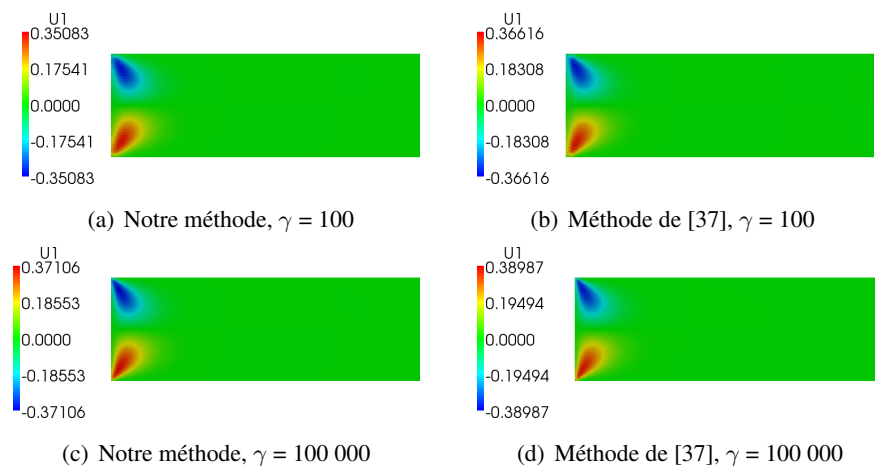 U1
0.35083
0.17541
0.0000
-0.17541
-0.35083
U1
0.36616
0.18308
0.0000
-0.18308
-0.36616
(a) Notre méthode, γ = 100
(b) Méthode de [37], γ = 100
U1
0.37106
0.18553
0.0000
-0.18553
-0.37106
U1
0.38987
0.19494
0.0000
-0.19494
-0.38987
(c) Notre méthode, γ = 100 000
(d) Méthode de [37], γ = 100 000